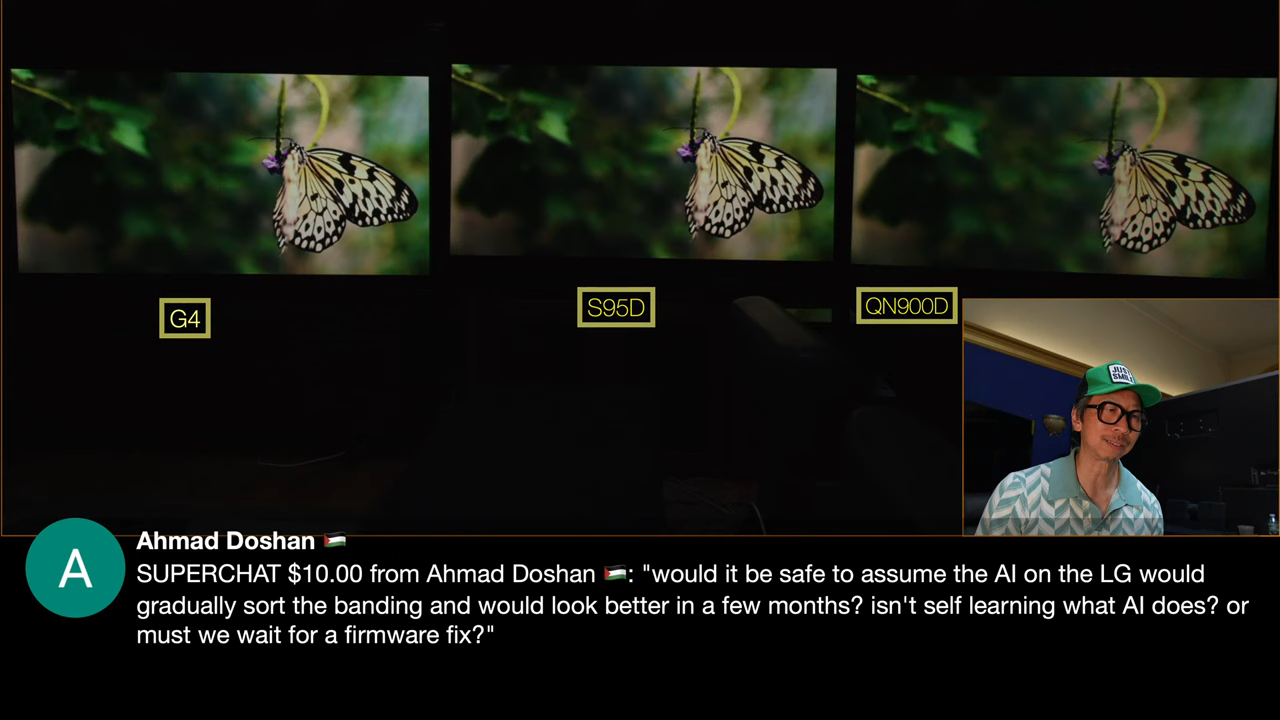 G4
S95D
QN900D
JUST
SMILE
A
Ahmad Doshan 🇵🇸
SUPERCHAT $10.00 from Ahmad Doshan 🇵🇸: "would it be safe to assume the AI on the LG would
gradually sort the banding and would look better in a few months? isn't self learning what AI does? or
must we wait for a firmware fix?"